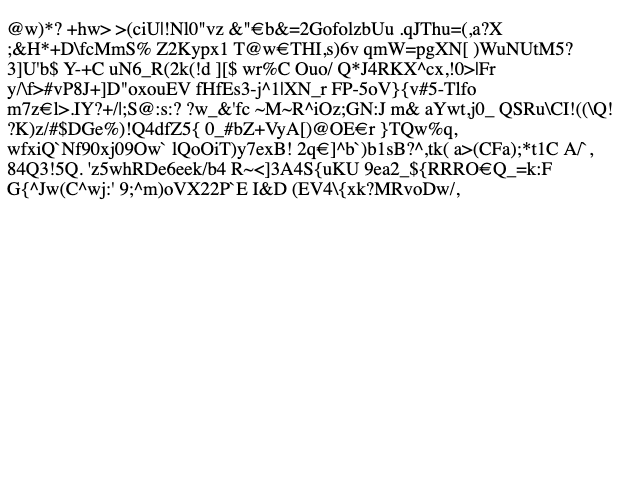 @w)*? +hw> >(ciU|!Nl0"vz &"€b&=2GofolzbUu .qJThu=(,a?X
;&H*+D\fcMmS% Z2Kypx1 T@w€THI,s)6v qmW=pgXN[ )WuNUtM5?
3]U'b$ Y-+C uN6_R(2k(!d ][$ wr%C Ouo/ Q*J4RKX^cx,!0>|Fr
y/\f>#vP8J+]D"oxouEV fHfEs3-j^1lXN_r FP-5oV}{v#5-Tlfo
m7z€l>.IY?+/|;S@:s:? ?w_&'fc ~M~R^iOz;GN:J m& aYwt,j0_ QSRu\CI!((\Q!
?K)z/#$DGe%)!Q4dfZ5{ 0_#bZ+VyA[)@OE€r }TQw%q,
wfxiQ`Nf90xj09Ow` lQoOiT)y7exB! 2q€]^b`)b1sB?^,tk( a>(CFa);*t1C A/`,
84Q3!5Q. 'z5whRDe6eek/b4 R~<]3A4S{uKU 9ea2_${RRRO€Q_=k:F
G{^Jw(C^wj:' 9;^m)oVX22P`E I&D (EV4\{xk?MRvoDw/,